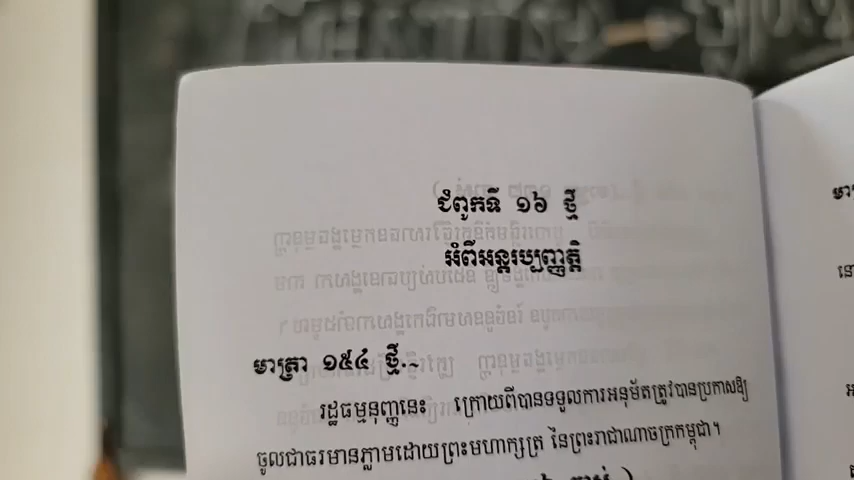 ជំពូកទី ១៦ ថ្មី
អំពីអន្តរប្បញ្ញត្តិ
មាត្រា ១៥៤ ថ្មី.~
រដ្ឋធម្មនុញ្ញនេះ ក្រោយពីបានទទួលការអនុម័តត្រូវបានប្រកាសឱ្យ
ចូលជាធរមានភ្លាមដោយព្រះមហាក្សត្រ នៃព្រះរាជាណាចក្រកម្ពុជា។